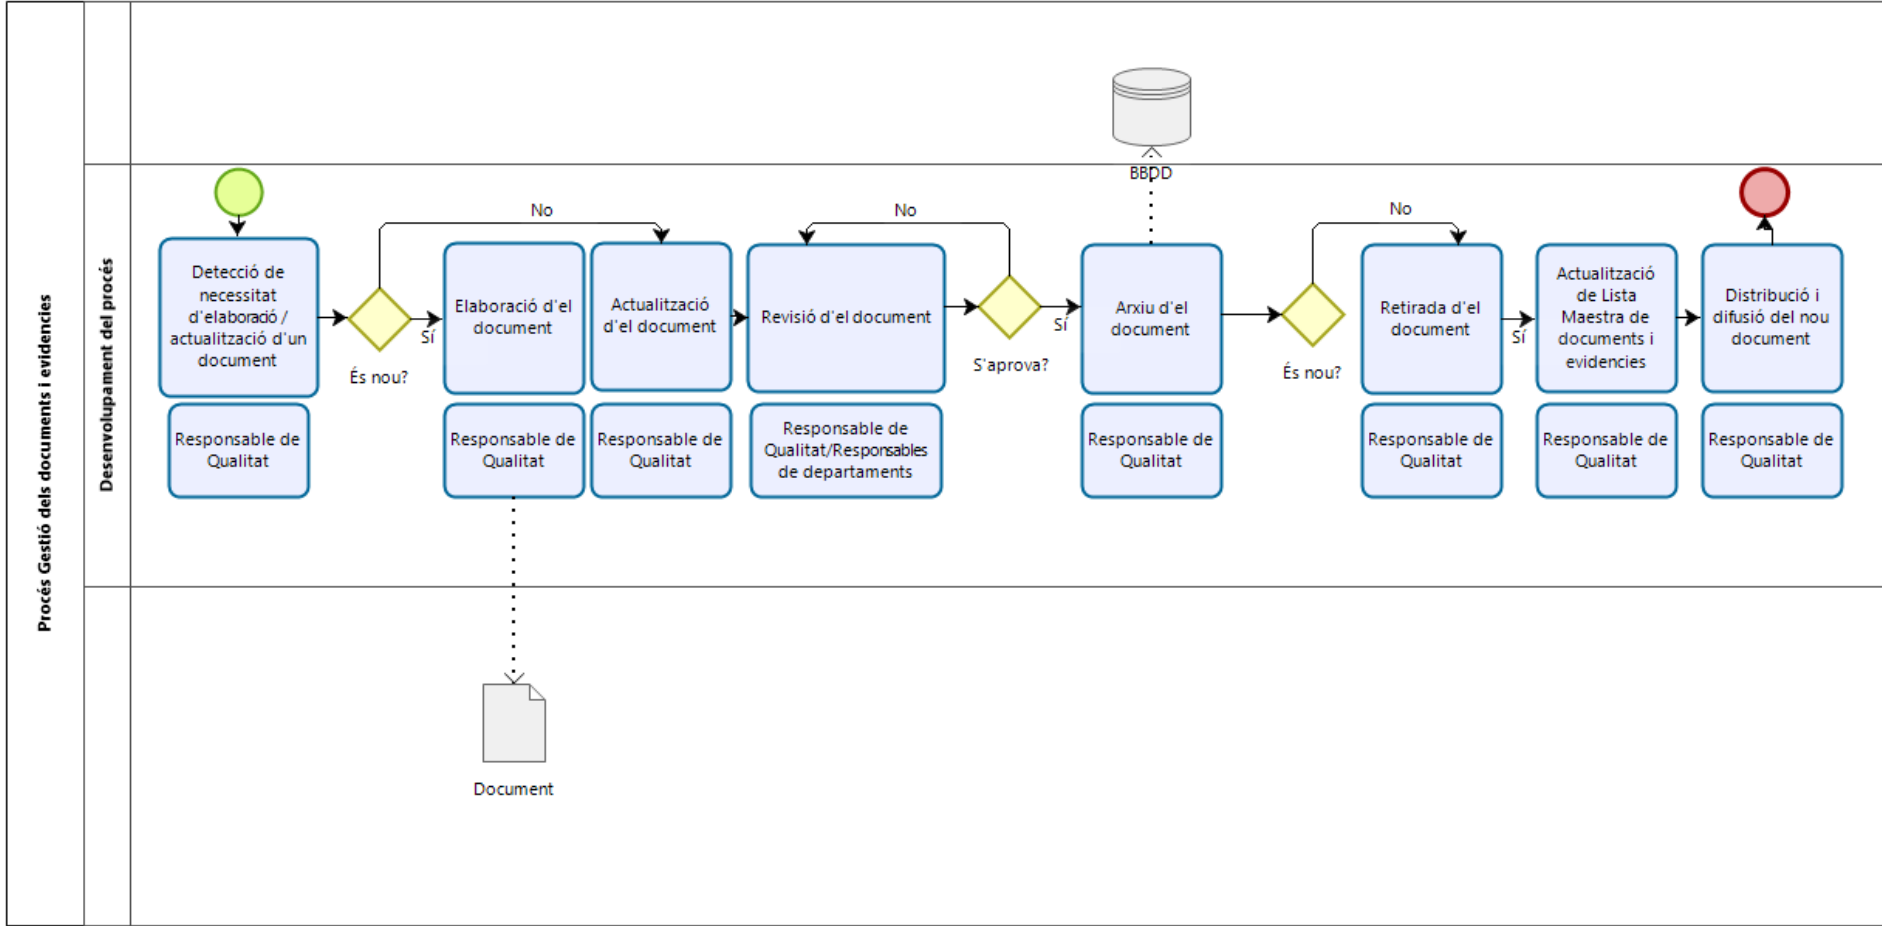 Procés Gestió dels documents i evidencies
Desenvolupament del procés
BBDD
No
No
No
Detecció de
necessitat
d'elaboració /
actualització d'un
document
És nou?
Sí
Elaboració d'el
document
Actualització
d'el document
Revisió d'el document
S'aprova?
Sí
Arxiu d'el
document
És nou?
Retirada d'el
document
Sí
Actualització
de Lista
Maestra de
documents i
evidencies
Distribució i
difusió del nou
document
Responsable de
Qualitat
Responsable de
Qualitat
Responsable de
Qualitat
Responsable de
Qualitat/Responsables
de departaments
Responsable de
Qualitat
Responsable de
Qualitat
Responsable de
Qualitat
Responsable de
Qualitat
Document